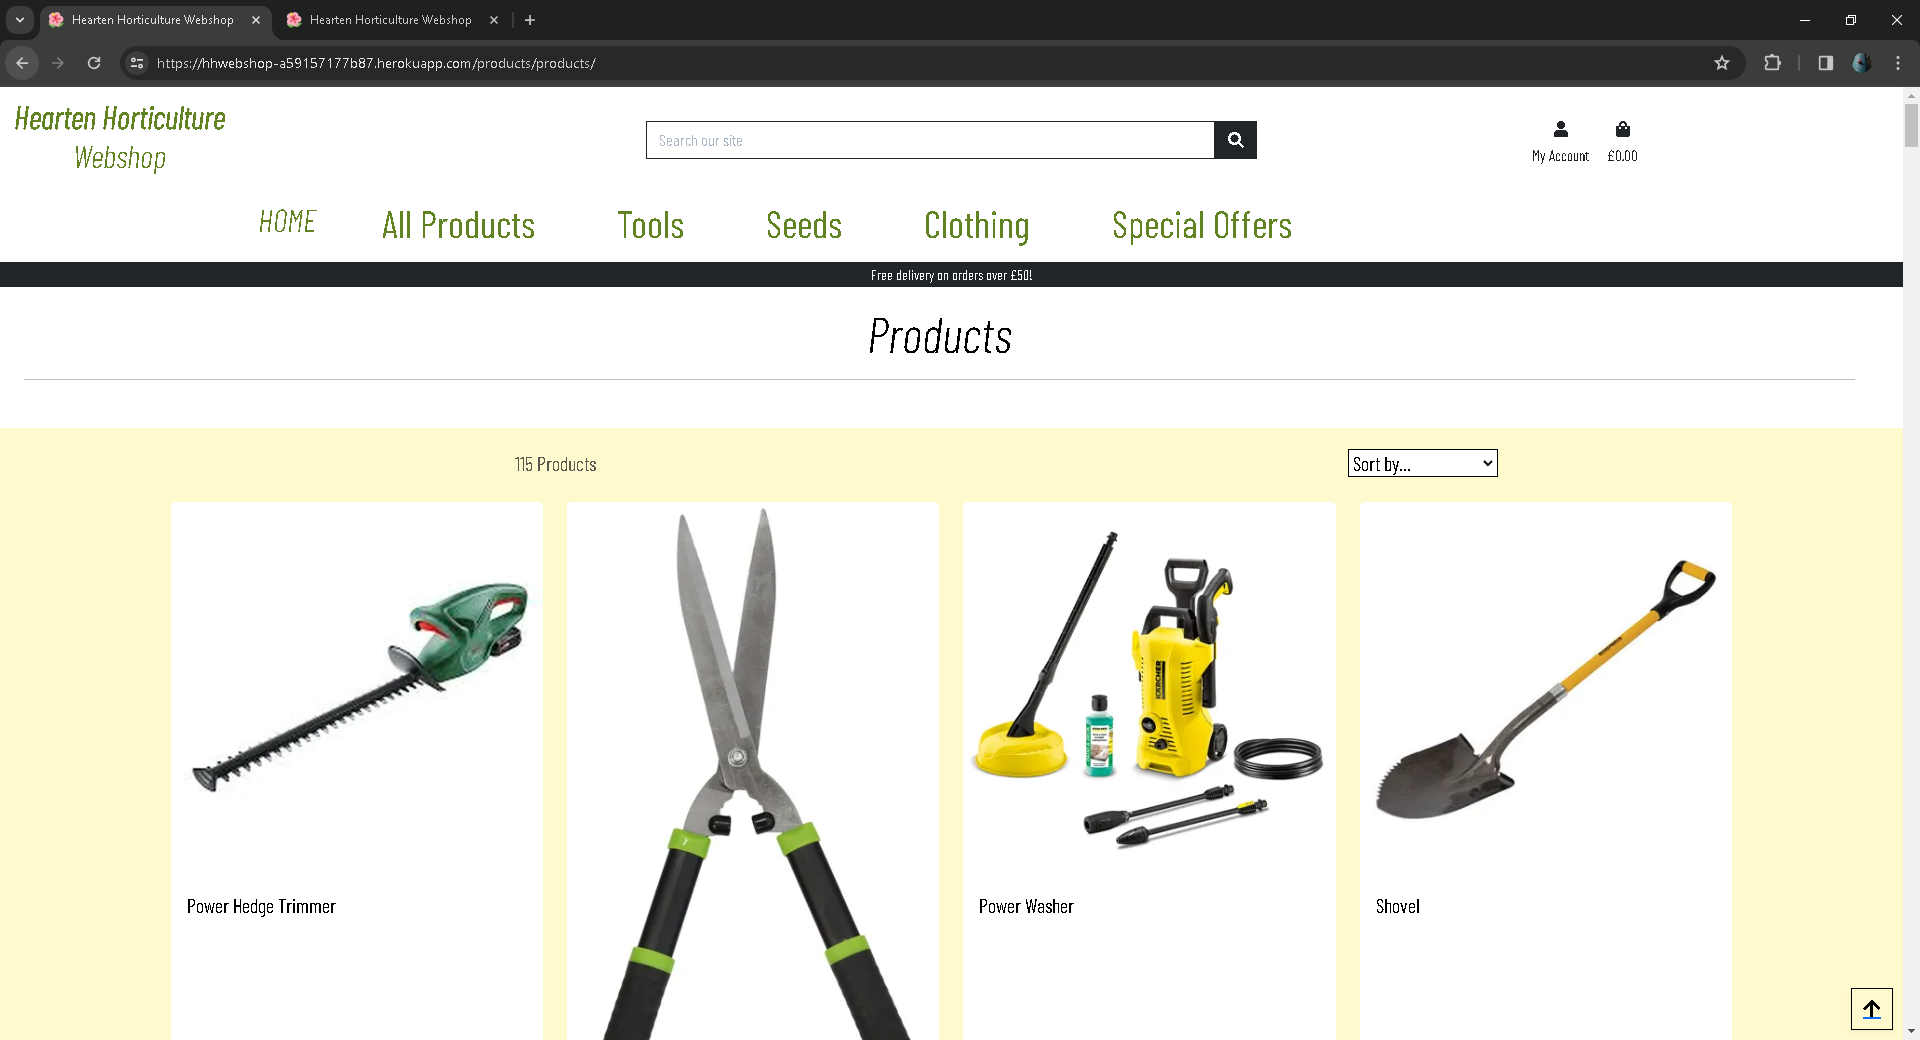 Hearten Horticulture Webshop
Hearten Horticulture Webshop
https://hhwebshop-a59157177b87.herokuapp.com/products/products/
Hearten Horticulture
Webshop
Search our site
My Account
£0.00
HOME
All Products
Tools
Seeds
Clothing
Special Offers
Free delivery on orders over £50!
Products
115 Products
Sort by...
KARCHER
Power Hedge Trimmer
Power Washer
Shovel